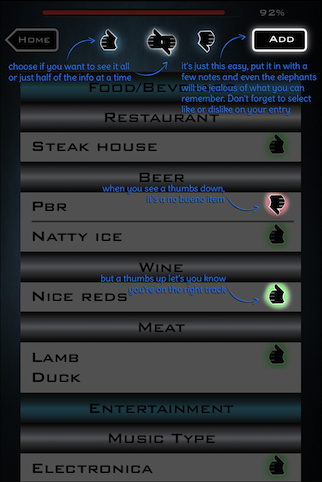 92%
Home
Add
choose if you want to see it all
or just half of the info at a time
it's just this easy, put it in with a
few notes and even the elephants
will be jealous of what you can
remember. Don't forget to select
like or dislike on your entry
Food/Beverage
Restaurant
Steak house
Beer
when you see a thumbs down,
it's a no bueno item
Pbr
Natty ice
Wine
but a thumbs up let's you know
you're on the right track
Nice reds
Meat
Lamb
Duck
Entertainment
Music Type
Electronica